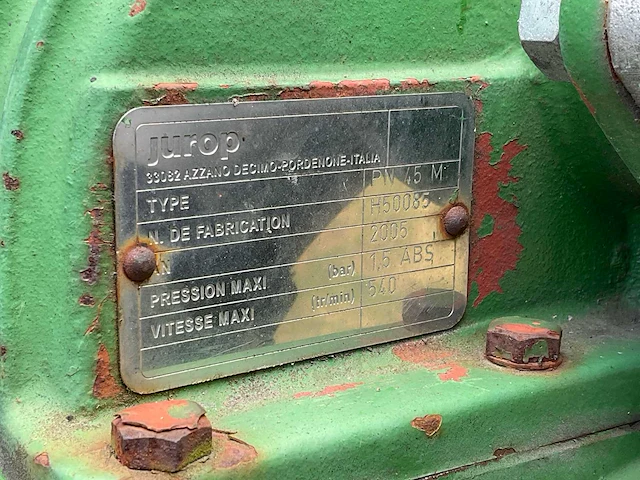 jurop
33082 AZZANO DECIMO-PORDENONE-ITALIA
TYPE PN 45 M
N. DE FABRICATION H50085
AN 2005
PRESSION MAXI (bar) 1,5 ABS
VITESSE MAXI (tr/min) 540